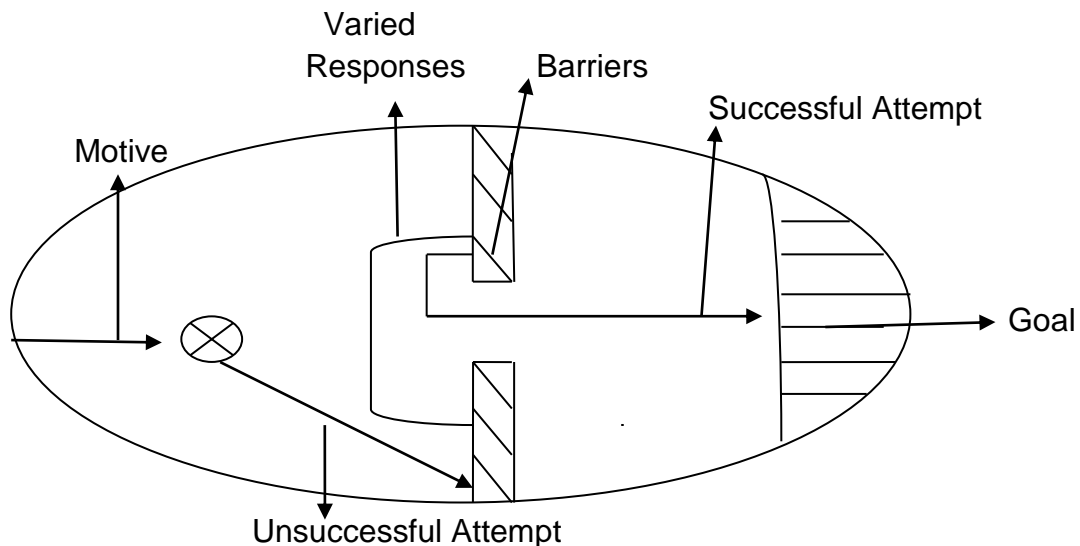 Varied
Responses
Barriers
Successful Attempt
Motive
Goal
Unsuccessful Attempt